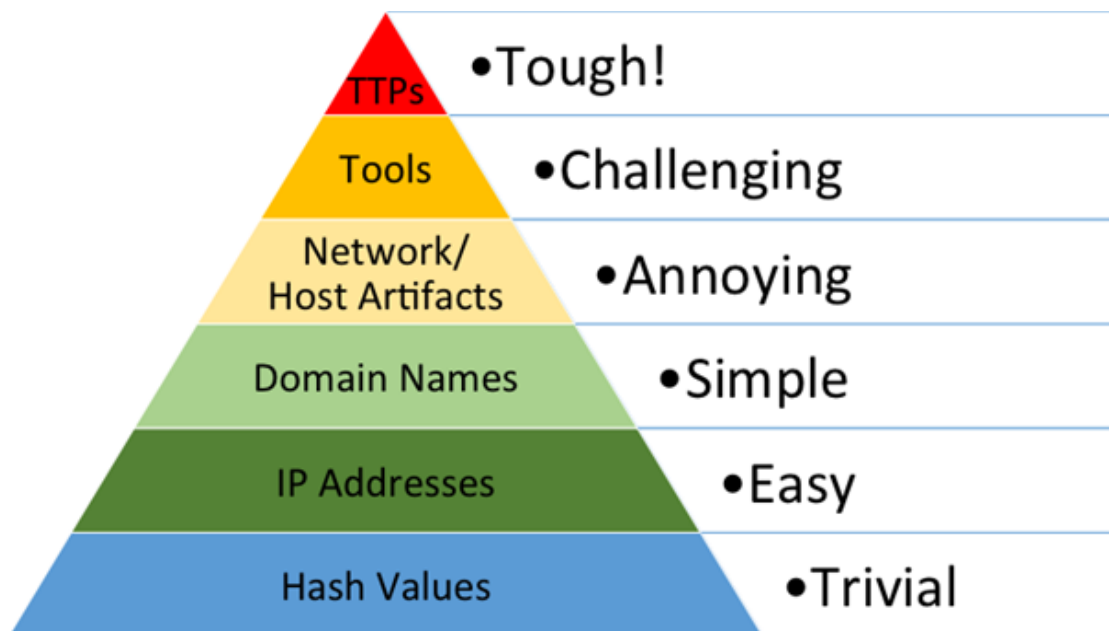 TTPs
•Tough!
Tools
•Challenging
Network/
Host Artifacts
•Annoying
Domain Names
•Simple
IP Addresses
•Easy
Hash Values
•Trivial